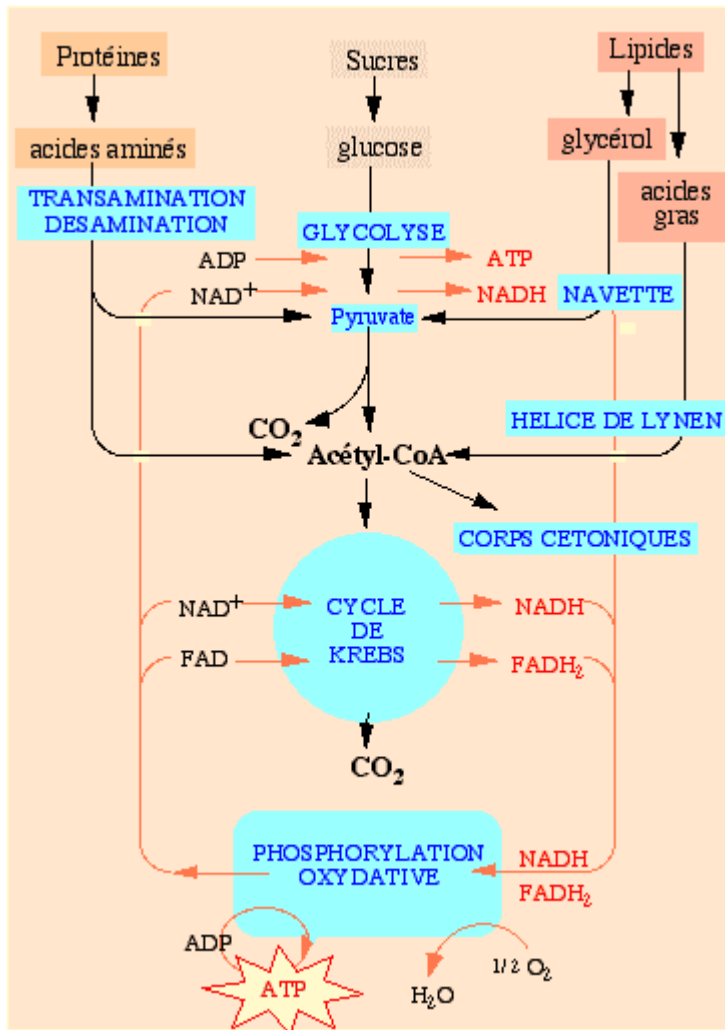 Protéines
Sucres
Lipides
acides aminés
glucose
glycérol
acides
gras
TRANSAMINATION
DESAMINATION
GLYCOLYSE
ADP
ATP
NAD⁺
NADH
NAVETTE
Pyruvate
HELICE DE LYNEN
CO₂
Acétyl-CoA
CORPS CETONIQUES
NAD⁺
CYCLE
DE
KREBS
NADH
FAD
FADH₂
CO₂
PHOSPHORYLATION
OXYDATIVE
NADH
FADH₂
ADP
ATP
H₂O
1/2 O₂